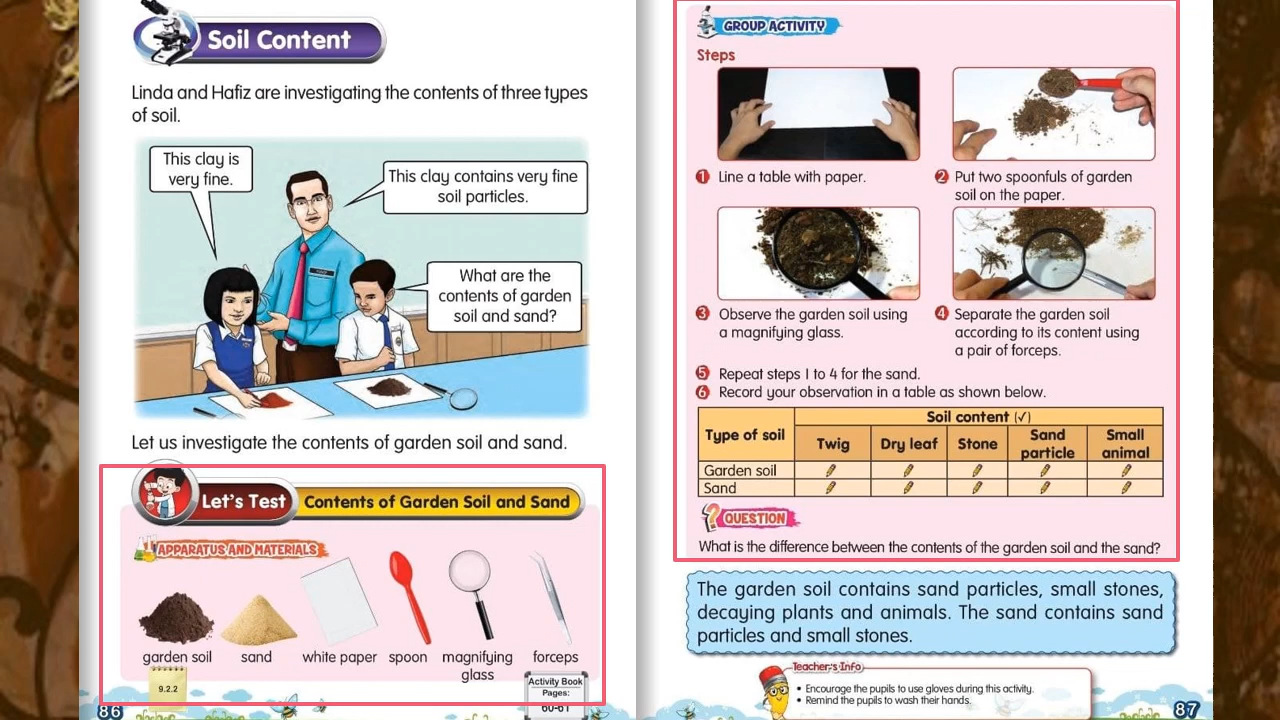 Soil Content
Linda and Hafiz are investigating the contents of three types
of soil.
This clay is
very fine.
This clay contains very fine
soil particles.
What are the
contents of garden
soil and sand?
Let us investigate the contents of garden soil and sand.
Let's Test
Contents of Garden Soil and Sand
APPARATUS AND MATERIALS
garden soil
sand
white paper
spoon
magnifying
glass
forceps
9.2.2
Activity Book
Pages:
60-61
86
GROUP ACTIVITY
Steps
1 Line a table with paper.
2 Put two spoonfuls of garden
soil on the paper.
3 Observe the garden soil using
a magnifying glass.
4 Separate the garden soil
according to its content using
a pair of forceps.
5 Repeat steps 1 to 4 for the sand.
6 Record your observation in a table as shown below.
Type of soil
Soil content (✓)
Twig
Dry leaf
Stone
Sand
particle
Small
animal
Garden soil
Sand
QUESTION
What is the difference between the contents of the garden soil and the sand?
The garden soil contains sand particles, small stones,
decaying plants and animals. The sand contains sand
particles and small stones.
Teacher's Info
• Encourage the pupils to use gloves during this activity.
• Remind the pupils to wash their hands.
87